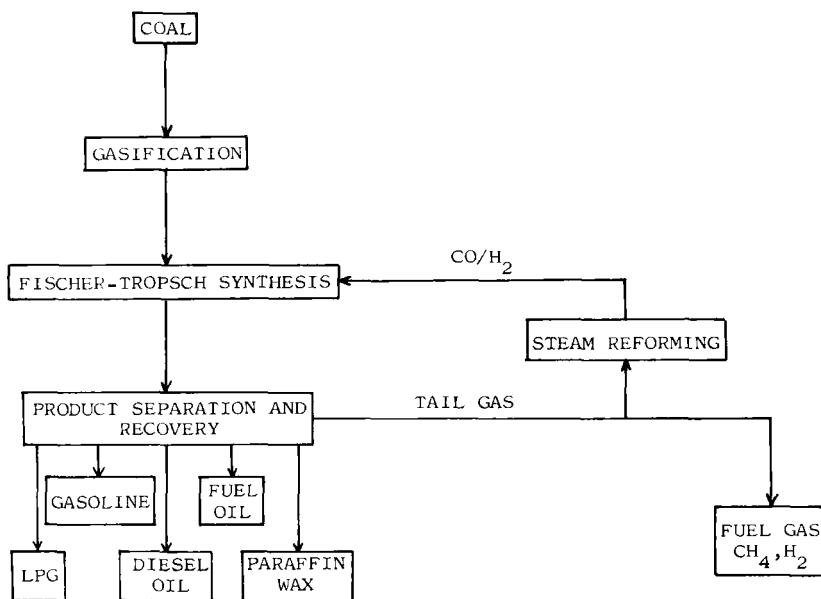 COAL
GASIFICATION
CO/H2
FISCHER-TROPSCH SYNTHESIS
STEAM REFORMING
PRODUCT SEPARATION AND
RECOVERY
TAIL GAS
GASOLINE
FUEL
OIL
LPG
DIESEL
OIL
PARAFFIN
WAX
FUEL GAS
CH4,H2